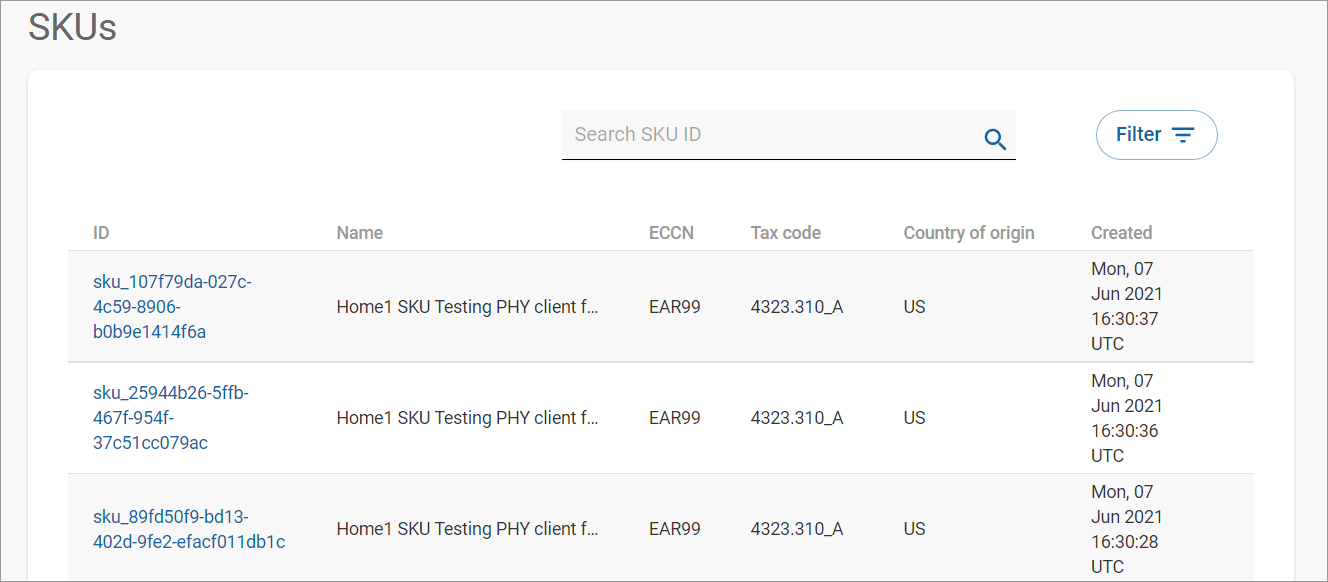 SKUs
Search SKU ID
Filter
ID Name ECCN Tax code Country of origin Created
sku_107f79da-027c-
4c59-8906-
b0b9e1414f6a
Home1 SKU Testing PHY client f... EAR99 4323.310_A US
Mon, 07
Jun 2021
16:30:37
UTC
sku_25944b26-5ffb-
467f-954f-
37c51cc079ac
Home1 SKU Testing PHY client f... EAR99 4323.310_A US
Mon, 07
Jun 2021
16:30:36
UTC
sku_89fd50f9-bd13-
402d-9fe2-efacf011db1c
Home1 SKU Testing PHY client f... EAR99 4323.310_A US
Mon, 07
Jun 2021
16:30:28
UTC